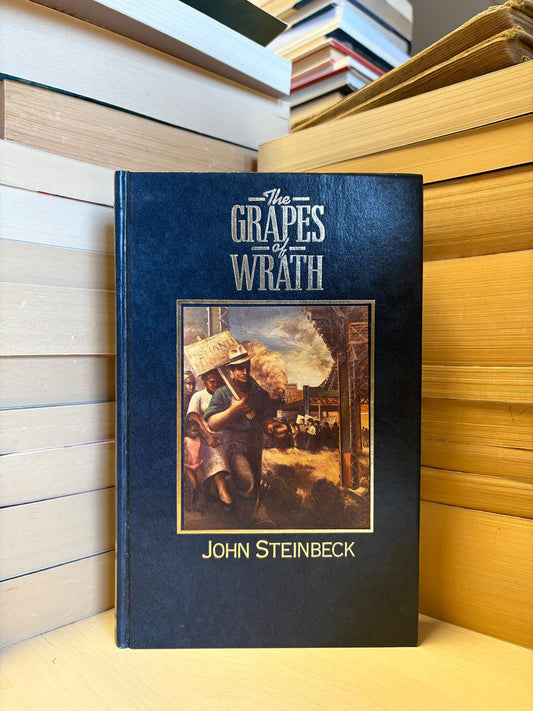 The
GRAPES
of
WRATH
JOHN STEINBECK